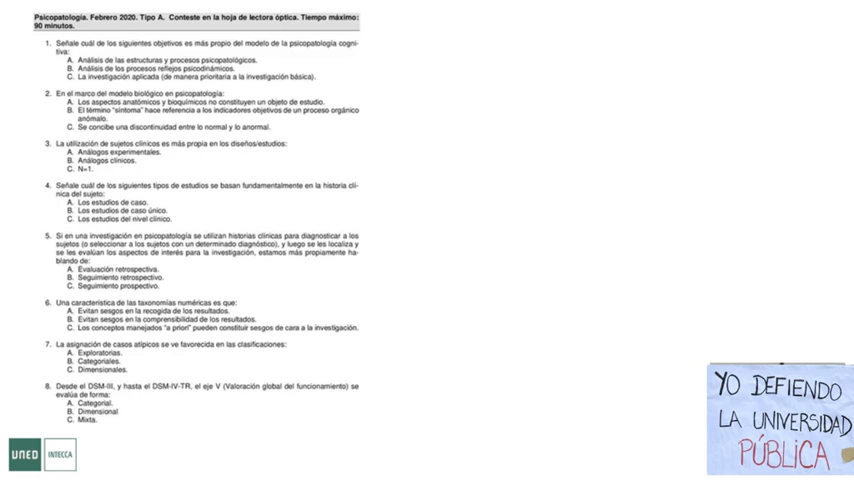 Psicopatología. Febrero 2020. Tipo A. Conteste en la hoja de lectora óptica. Tiempo máximo:
90 minutos.
1. Señale cuál de los siguientes objetivos es más propio del modelo de la psicopatología cogni-
tiva:
A. Análisis de las estructuras y procesos psicopatológicos.
B. Análisis de los procesos reflejos psicodinámicos.
C. La investigación aplicada (de manera prioritaria a la investigación básica).
2. En el marco del modelo biológico en psicopatología:
A. Los aspectos anatómicos y bioquímicos no constituyen un objeto de estudio.
B. El término "síntoma" hace referencia a los indicadores objetivos de un proceso orgánico
anómalo.
C. Se concibe una discontinuidad entre lo normal y lo anormal.
3. La utilización de sujetos clínicos es más propia en los diseños/estudios:
A. Análogos experimentales.
B. Análogos clínicos.
C. N=1.
4. Señale cuál de los siguientes tipos de estudios se basan fundamentalmente en la historia clí-
nica del sujeto:
A. Los estudios de caso.
B. Los estudios de caso único.
C. Los estudios del nivel clínico.
5. Si en una investigación en psicopatología se utilizan historias clínicas para diagnosticar a los
sujetos (o seleccionar a los sujetos con un determinado diagnóstico), y luego se les localiza y
se les evalúan los aspectos de interés para la investigación, estamos más propiamente ha-
blando de:
A. Evaluación retrospectiva.
B. Seguimiento retrospectivo.
C. Seguimiento prospectivo.
6. Una característica de las taxonomías numéricas es que:
A. Evitan sesgos en la recogida de los resultados.
B. Evitan sesgos en la comprensibilidad de los resultados.
C. Los conceptos manejados "a priori" pueden constituir sesgos de cara a la investigación.
7. La asignación de casos atípicos se ve favorecida en las clasificaciones:
A. Exploratorias.
B. Categoriales.
C. Dimensionales.
8. Desde el DSM-III, y hasta el DSM-IV-TR, el eje V (Valoración global del funcionamiento) se
evalúa de forma:
A. Categorial.
B. Dimensional
C. Mixta.
UNED INTECCA
YO DEFIENDO
LA UNIVERSIDAD
PÚBLICA